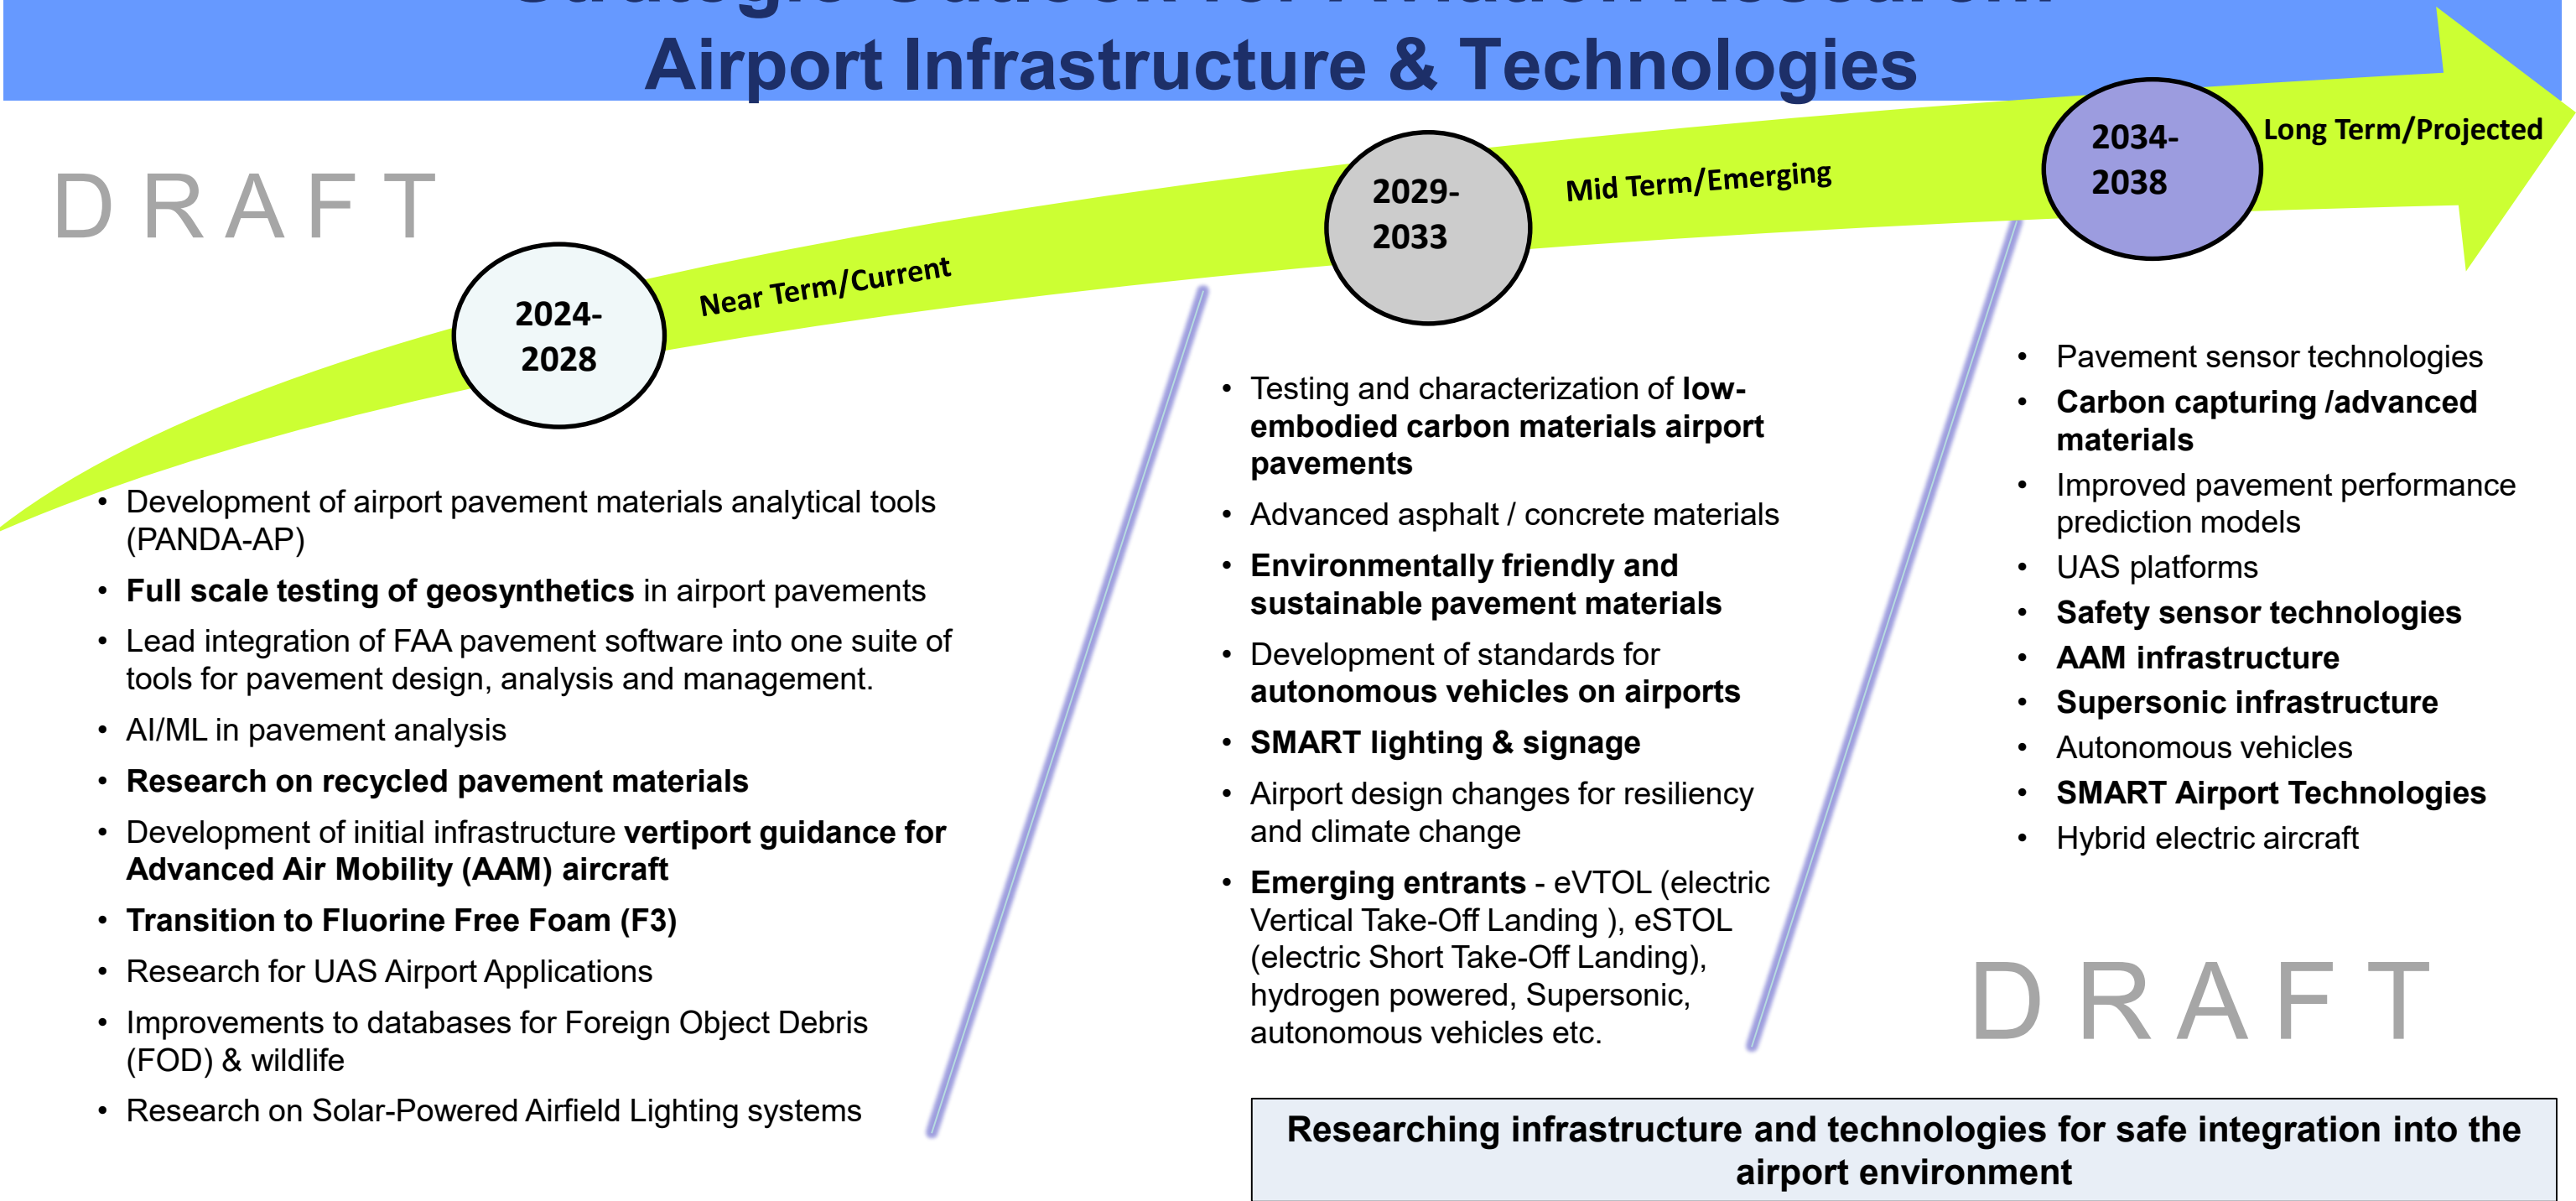 Strategic Outlook for Aviation Research
Airport Infrastructure & Technologies
DRAFT
2024-
2028
Near Term/Current
2029-
2033
Mid Term/Emerging
2034-
2038
Long Term/Projected
• Development of airport pavement materials analytical tools
(PANDA-AP)
• Full scale testing of geosynthetics in airport pavements
• Lead integration of FAA pavement software into one suite of
tools for pavement design, analysis and management.
• AI/ML in pavement analysis
• Research on recycled pavement materials
• Development of initial infrastructure vertiport guidance for
Advanced Air Mobility (AAM) aircraft
• Transition to Fluorine Free Foam (F3)
• Research for UAS Airport Applications
• Improvements to databases for Foreign Object Debris
(FOD) & wildlife
• Research on Solar-Powered Airfield Lighting systems
• Testing and characterization of low-
embodied carbon materials airport
pavements
• Advanced asphalt / concrete materials
• Environmentally friendly and
sustainable pavement materials
• Development of standards for
autonomous vehicles on airports
• SMART lighting & signage
• Airport design changes for resiliency
and climate change
• Emerging entrants - eVTOL (electric
Vertical Take-Off Landing ), eSTOL
(electric Short Take-Off Landing),
hydrogen powered, Supersonic,
autonomous vehicles etc.
• Pavement sensor technologies
• Carbon capturing /advanced
materials
• Improved pavement performance
prediction models
• UAS platforms
• Safety sensor technologies
• AAM infrastructure
• Supersonic infrastructure
• Autonomous vehicles
• SMART Airport Technologies
• Hybrid electric aircraft
DRAFT
Researching infrastructure and technologies for safe integration into the
airport environment